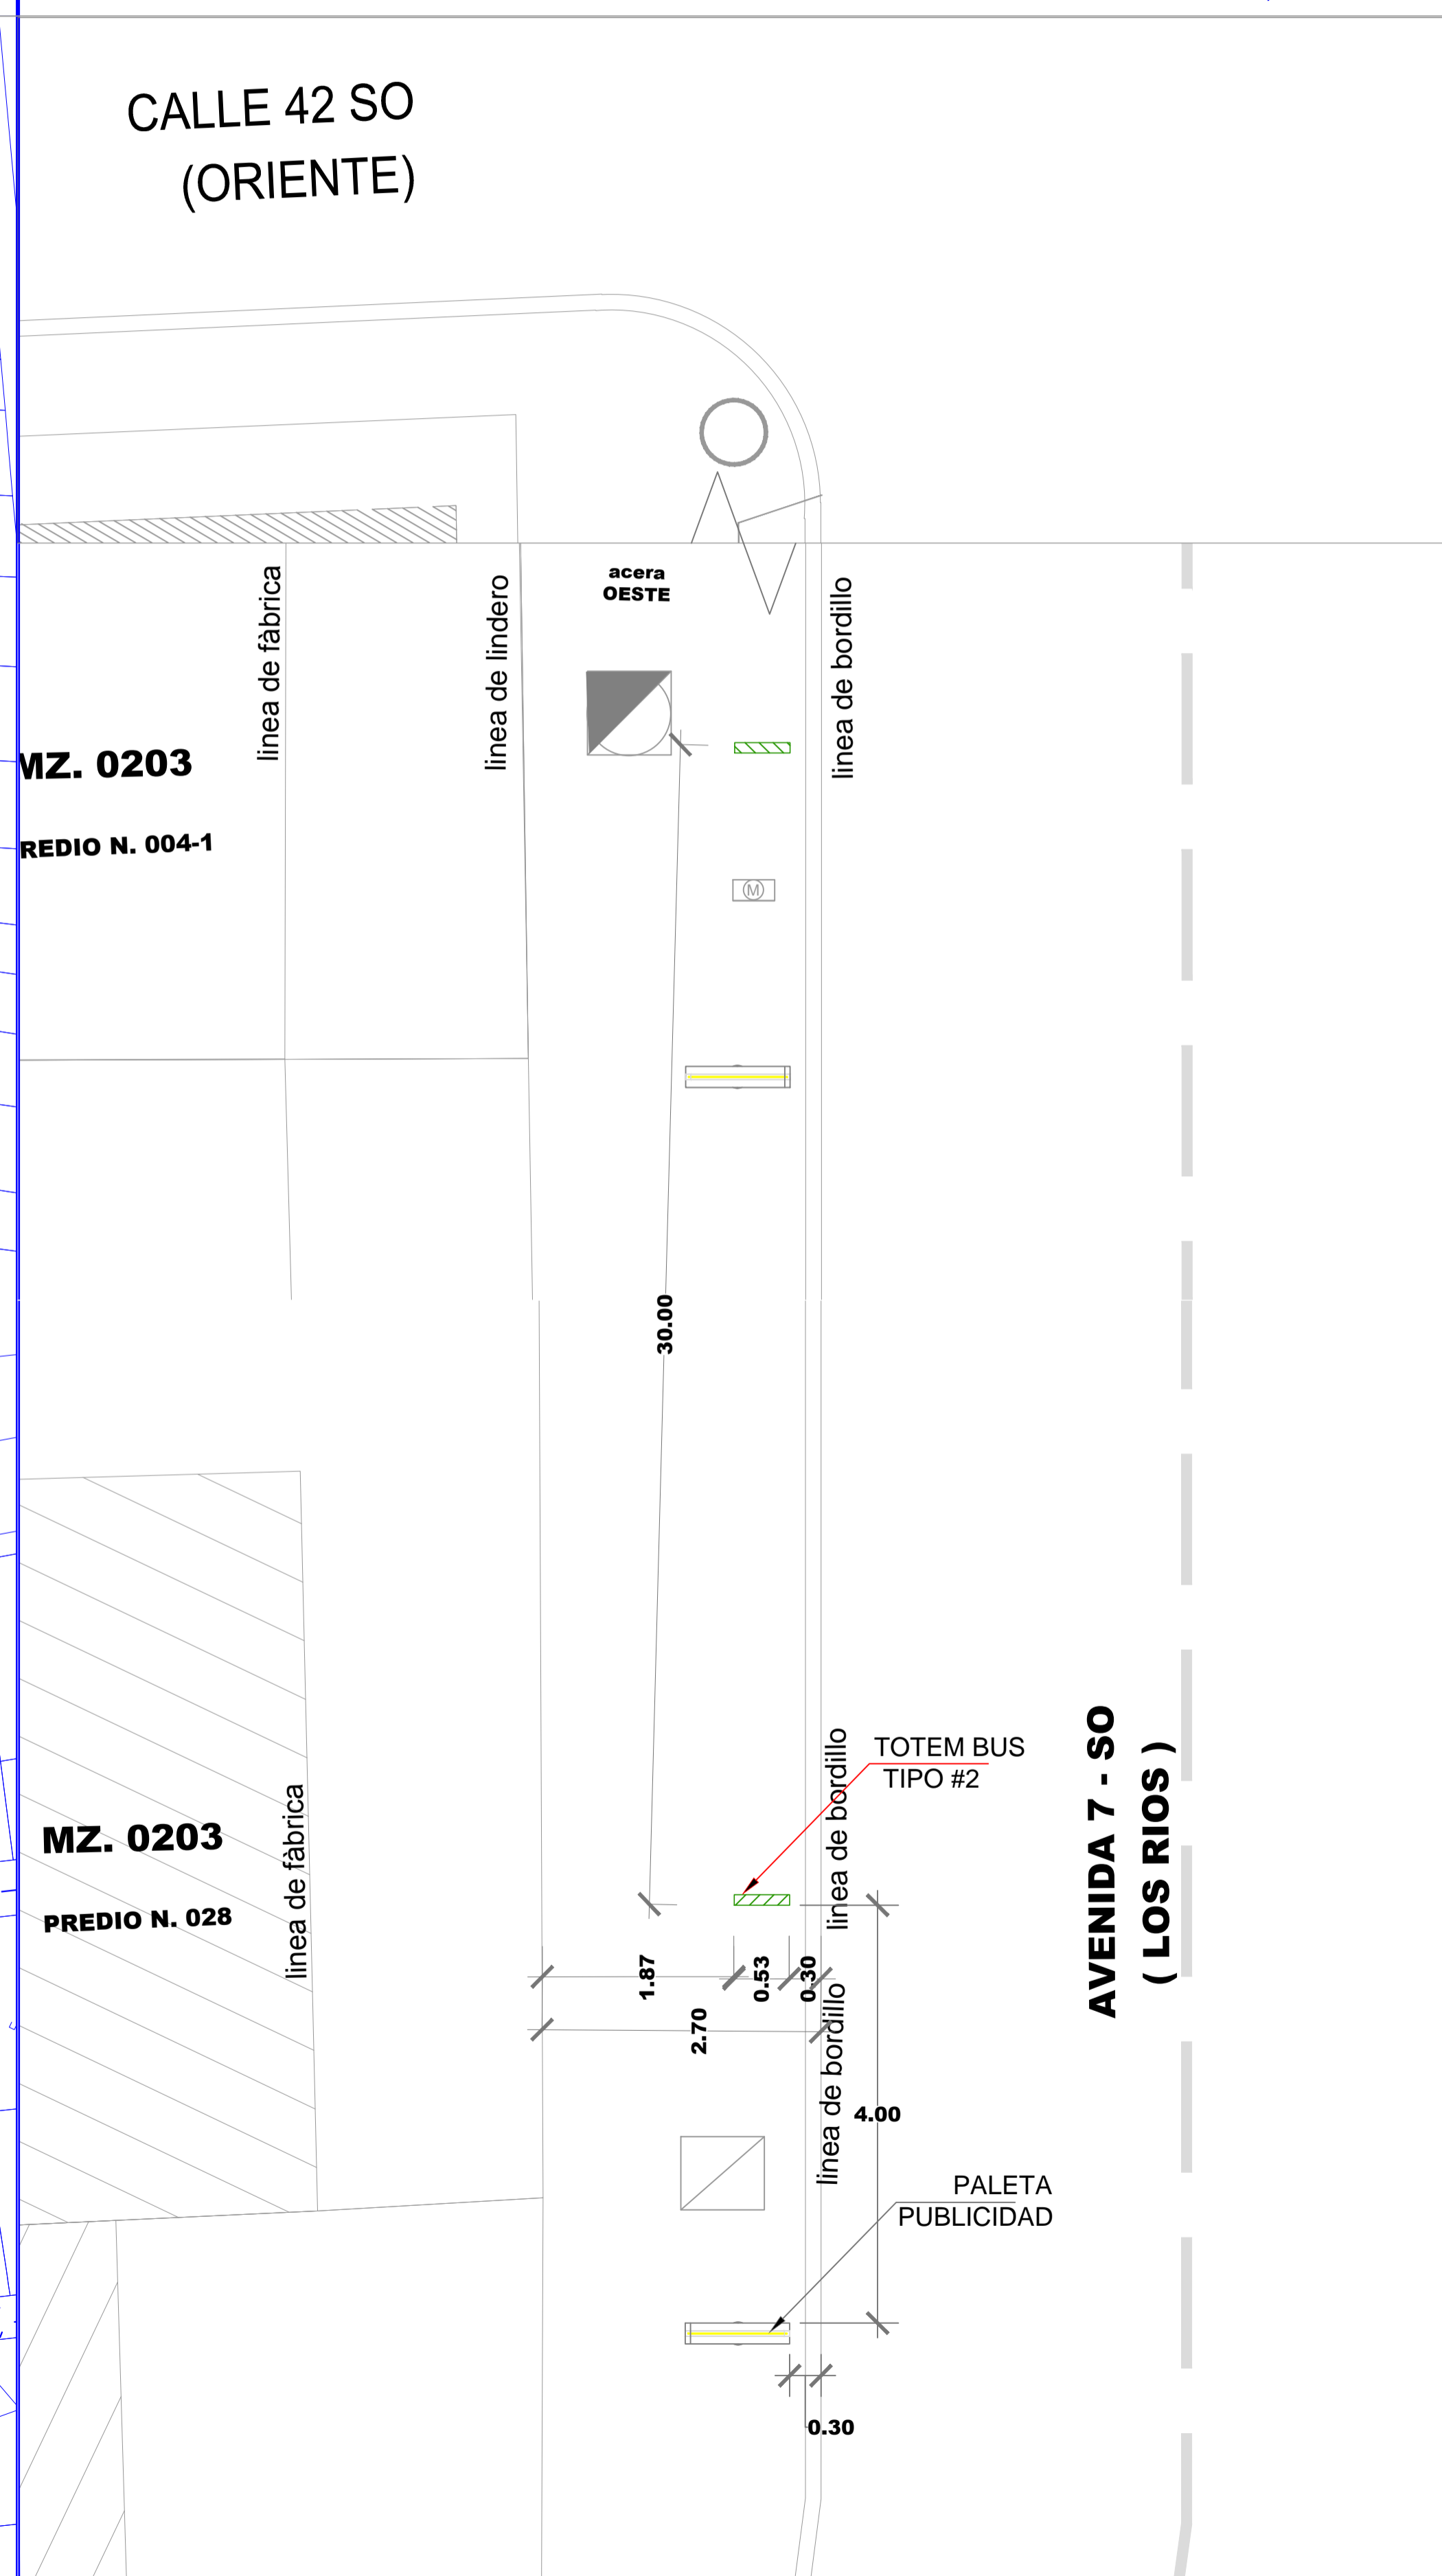 CALLE 42 SO
(ORIENTE)
acera
OESTE
linea de fàbrica
linea de lindero
linea de bordillo
MZ. 0203
REDIO N. 004-1
M
30.00
TOTEM BUS
TIPO #2
linea de bordillo
AVENIDA 7 - SO
( LOS RIOS )
MZ. 0203
PREDIO N. 028
linea de fàbrica
1.87
0.53
0.30
2.70
linea de bordillo
4.00
PALETA
PUBLICIDAD
0.30